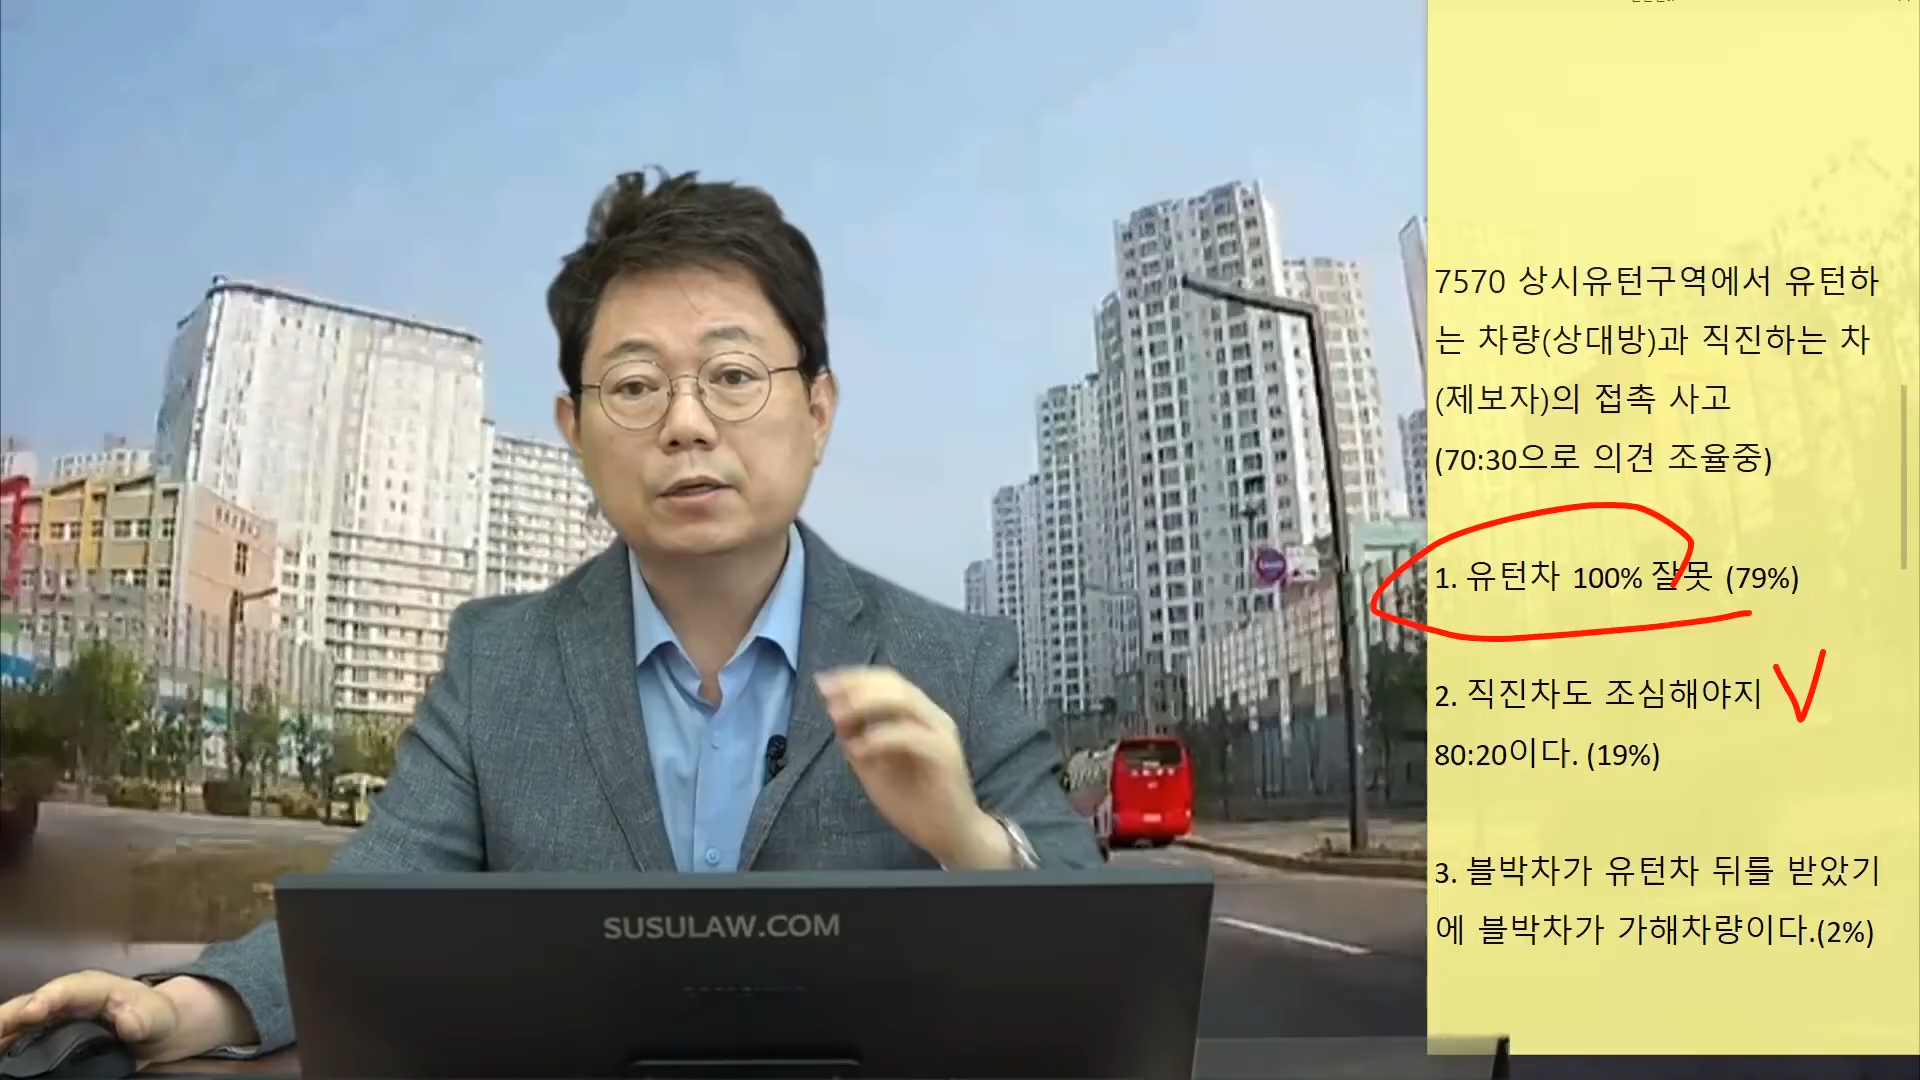 7570 상시유턴구역에서 유턴하
는 차량(상대방)과 직진하는 차
(제보자)의 접촉 사고
(70:30으로 의견 조율중)
1. 유턴차 100% 잘못 (79%)
2. 직진차도 조심해야지
80:20이다. (19%)
3. 블박차가 유턴차 뒤를 받았기
에 블박차가 가해차량이다.(2%)
SUSULAW.COM